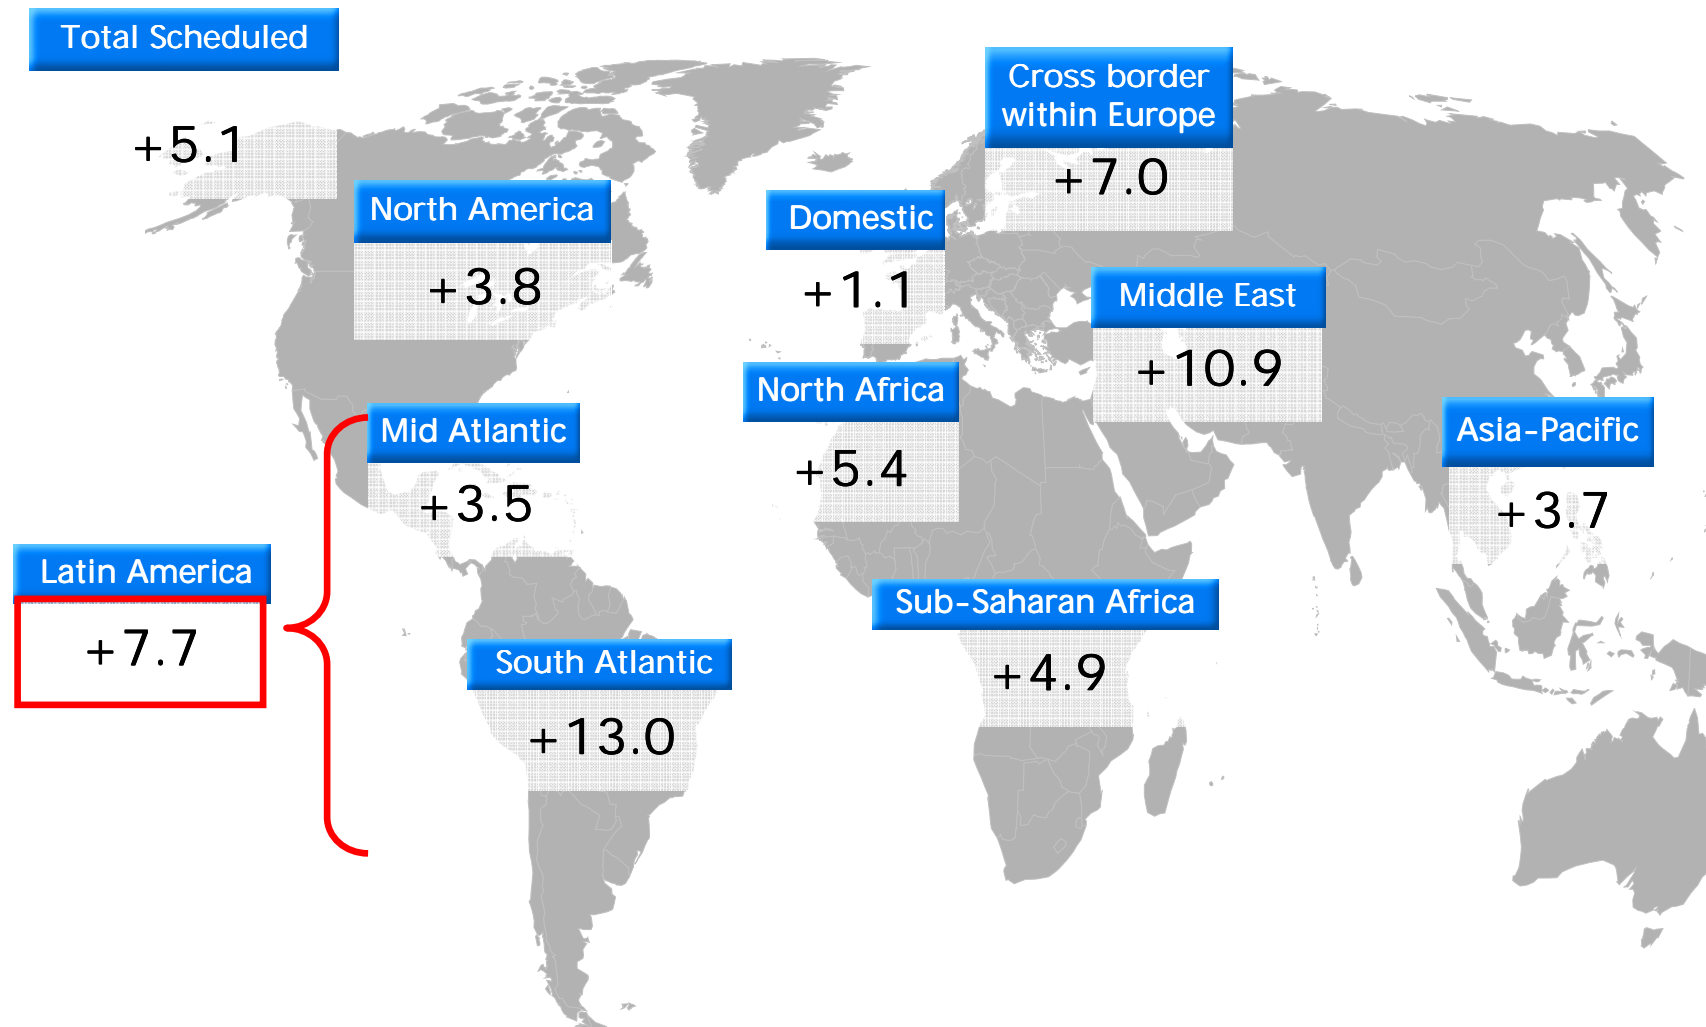 Total Scheduled
+5.1
Cross border
within Europe
+7.0
North America
+3.8
Domestic
+1.1
Middle East
+10.9
North Africa
+5.4
Asia-Pacific
+3.7
Mid Atlantic
+3.5
Latin America
+7.7
Sub-Saharan Africa
+4.9
South Atlantic
+13.0